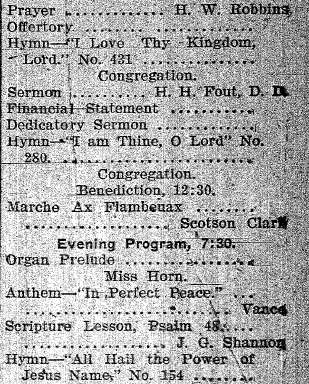 Prayer .............. H. W. Robbins
Offertory ....................
Hymn—"I Love Thy Kingdom,
Lord." No. 431 ..................
Congregation.
Sermon .......... H. H. Fout, D. D.
Financial Statement ............
Dedicatory Sermon ..............
Hymn—"I am Thine, O Lord" No.
280. ..........................
Congregation.
Benediction, 12:30.
Marche Ax Flambeuax ........
.................... Scotson Clark
Evening Program, 7:30.
Organ Prelude ..................
Miss Horn.
Anthem—"In Perfect Peace." ...
............................ Vance
Scripture Lesson, Psalm 48.....
.................... J. G. Shannon
Hymn—"All Hail the Power of
Jesus Name," No. 154 ..........